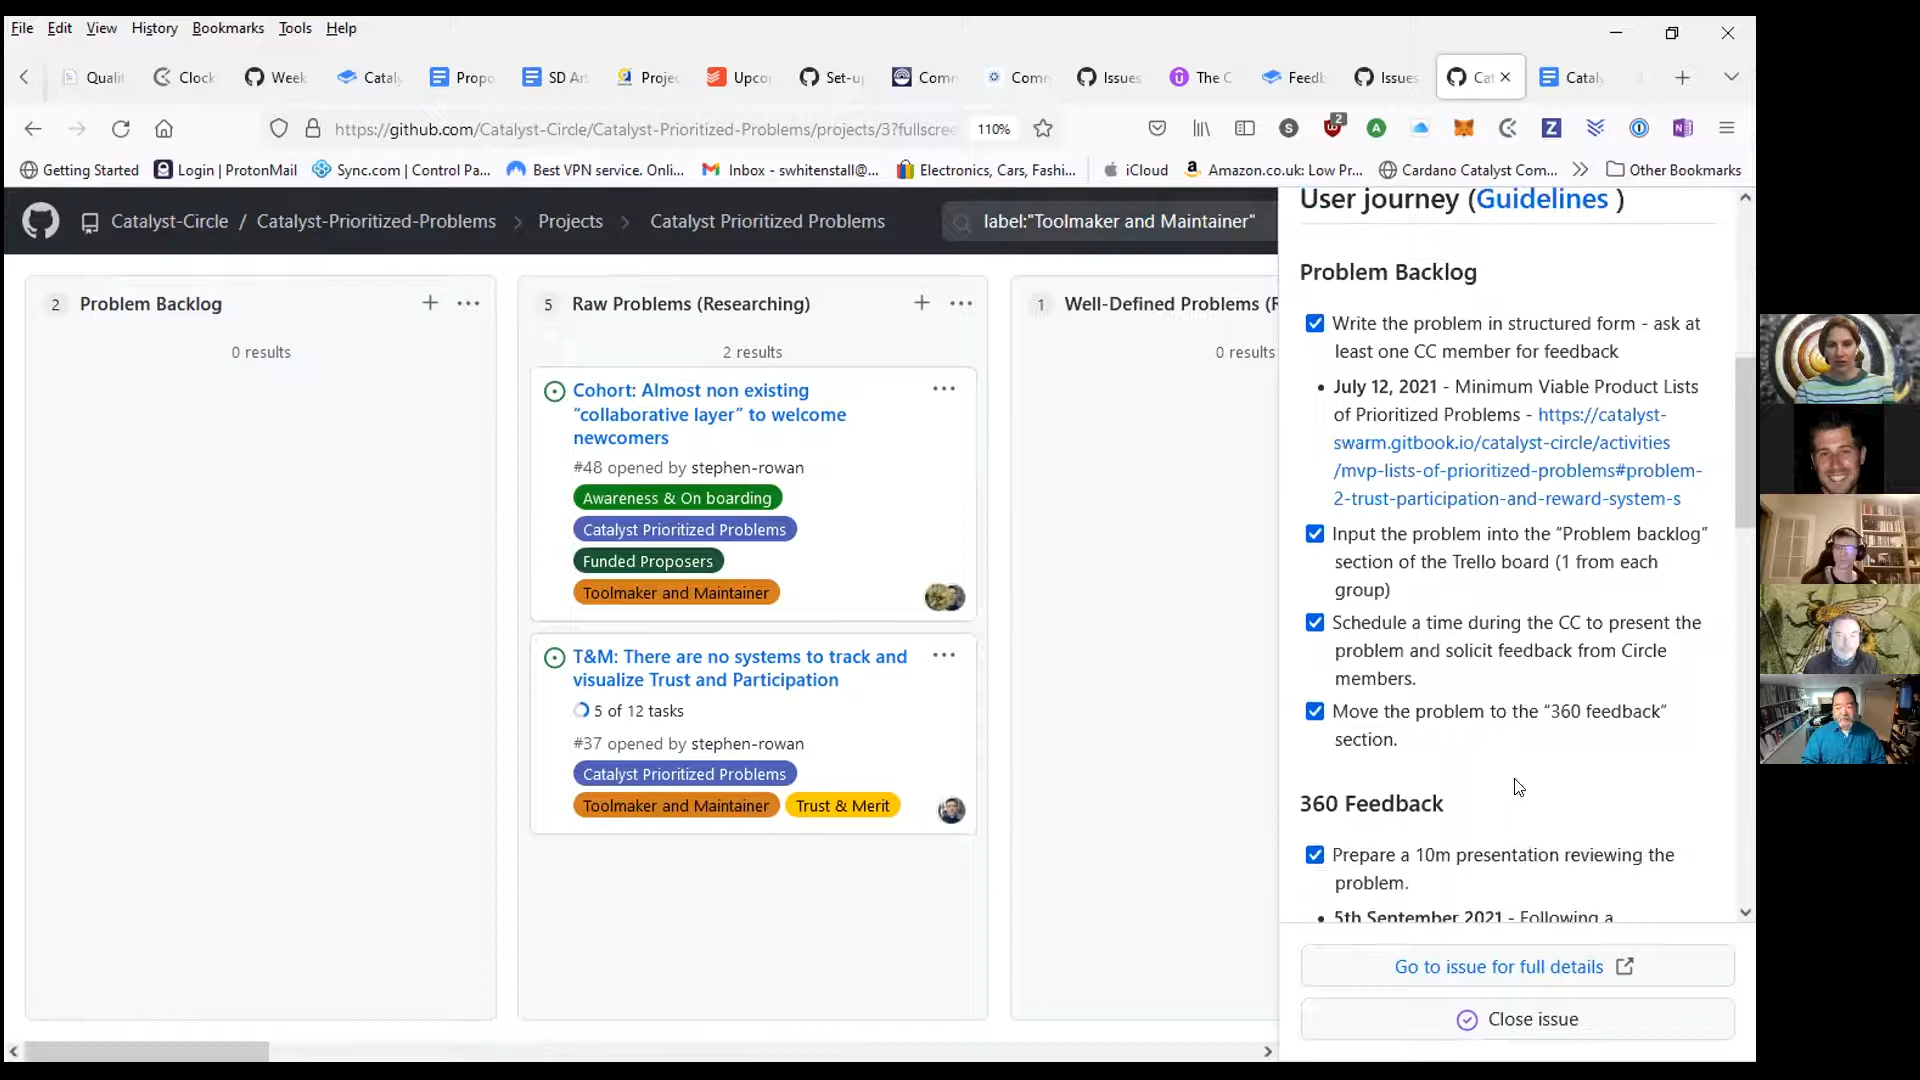 File Edit View History Bookmarks Tools Help
Qualit Clock Week Cataly Propo SD Ar Projec Upco Set-u Comm Comm Issues The C Feedb Issues Cat Cataly
https://github.com/Catalyst-Circle/Catalyst-Prioritized-Problems/projects/3?fullscree 110% 2
Getting Started Login | ProtonMail Sync.com | Control Pa... Best VPN service. Onli... Inbox - swhitenstall@... Electronics, Cars, Fashi... iCloud Amazon.co.uk: Low Pr... Cardano Catalyst Com... Other Bookmarks
Catalyst-Circle / Catalyst-Prioritized-Problems > Projects > Catalyst Prioritized Problems label:"Toolmaker and Maintainer"
2 Problem Backlog
0 results
5 Raw Problems (Researching)
2 results
Cohort: Almost non existing
“collaborative layer” to welcome
newcomers
#48 opened by stephen-rowan
Awareness & On boarding
Catalyst Prioritized Problems
Funded Proposers
Toolmaker and Maintainer
T&M: There are no systems to track and
visualize Trust and Participation
5 of 12 tasks
#37 opened by stephen-rowan
Catalyst Prioritized Problems
Toolmaker and Maintainer Trust & Merit
1 Well-Defined Problems (R
0 results
User journey (Guidelines )
Problem Backlog
Write the problem in structured form - ask at
least one CC member for feedback
• July 12, 2021 - Minimum Viable Product Lists
of Prioritized Problems - https://catalyst-
swarm.gitbook.io/catalyst-circle/activities
/mvp-lists-of-prioritized-problems#problem-
2-trust-participation-and-reward-system-s
Input the problem into the “Problem backlog”
section of the Trello board (1 from each
group)
Schedule a time during the CC to present the
problem and solicit feedback from Circle
members.
Move the problem to the “360 feedback”
section.
360 Feedback
Prepare a 10m presentation reviewing the
problem.
• 5th September 2021 - Following a
Go to issue for full details
Close issue